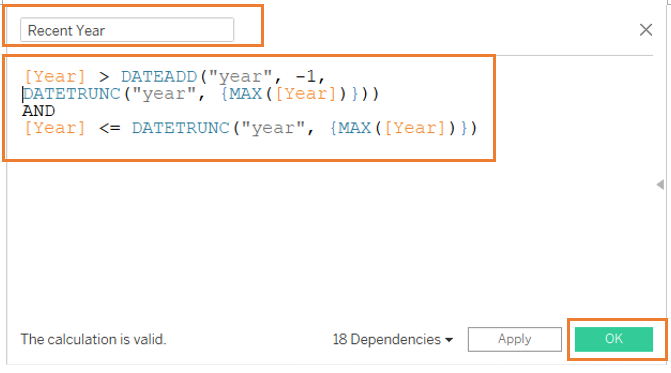 Recent Year
[Year] > DATEADD("year", -1,
DATETRUNC("year", {MAX([Year])}))
AND
[Year] <= DATETRUNC("year", {MAX([Year])})
The calculation is valid.
18 Dependencies
Apply
OK